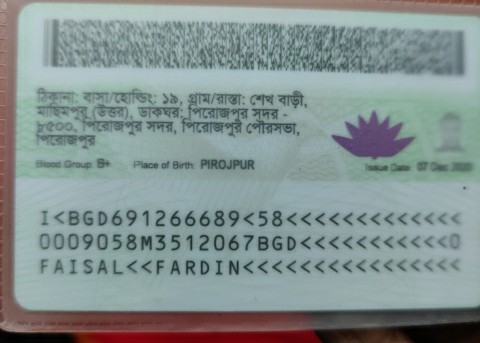 ঠিকানা: বাসা/হোল্ডিং: ১৯, গ্রাম/রাস্তা: শেখ বাড়ী,
মাছিমপুর (উত্তর), ডাকঘর: পিরোজপুর সদর -
৮৫০০, পিরোজপুর সদর, পিরোজপুর পৌরসভা,
পিরোজপুর
Blood Group: B+ Place of Birth: PIROJPUR Issue Date: 07 Dec 2020
I<BGD691266689<58<<<<<<<<<<<<<
0009058M3512067BGD<<<<<<<<<<<0
FAISAL<<FARDIN<<<<<<<<<<<<<<<<